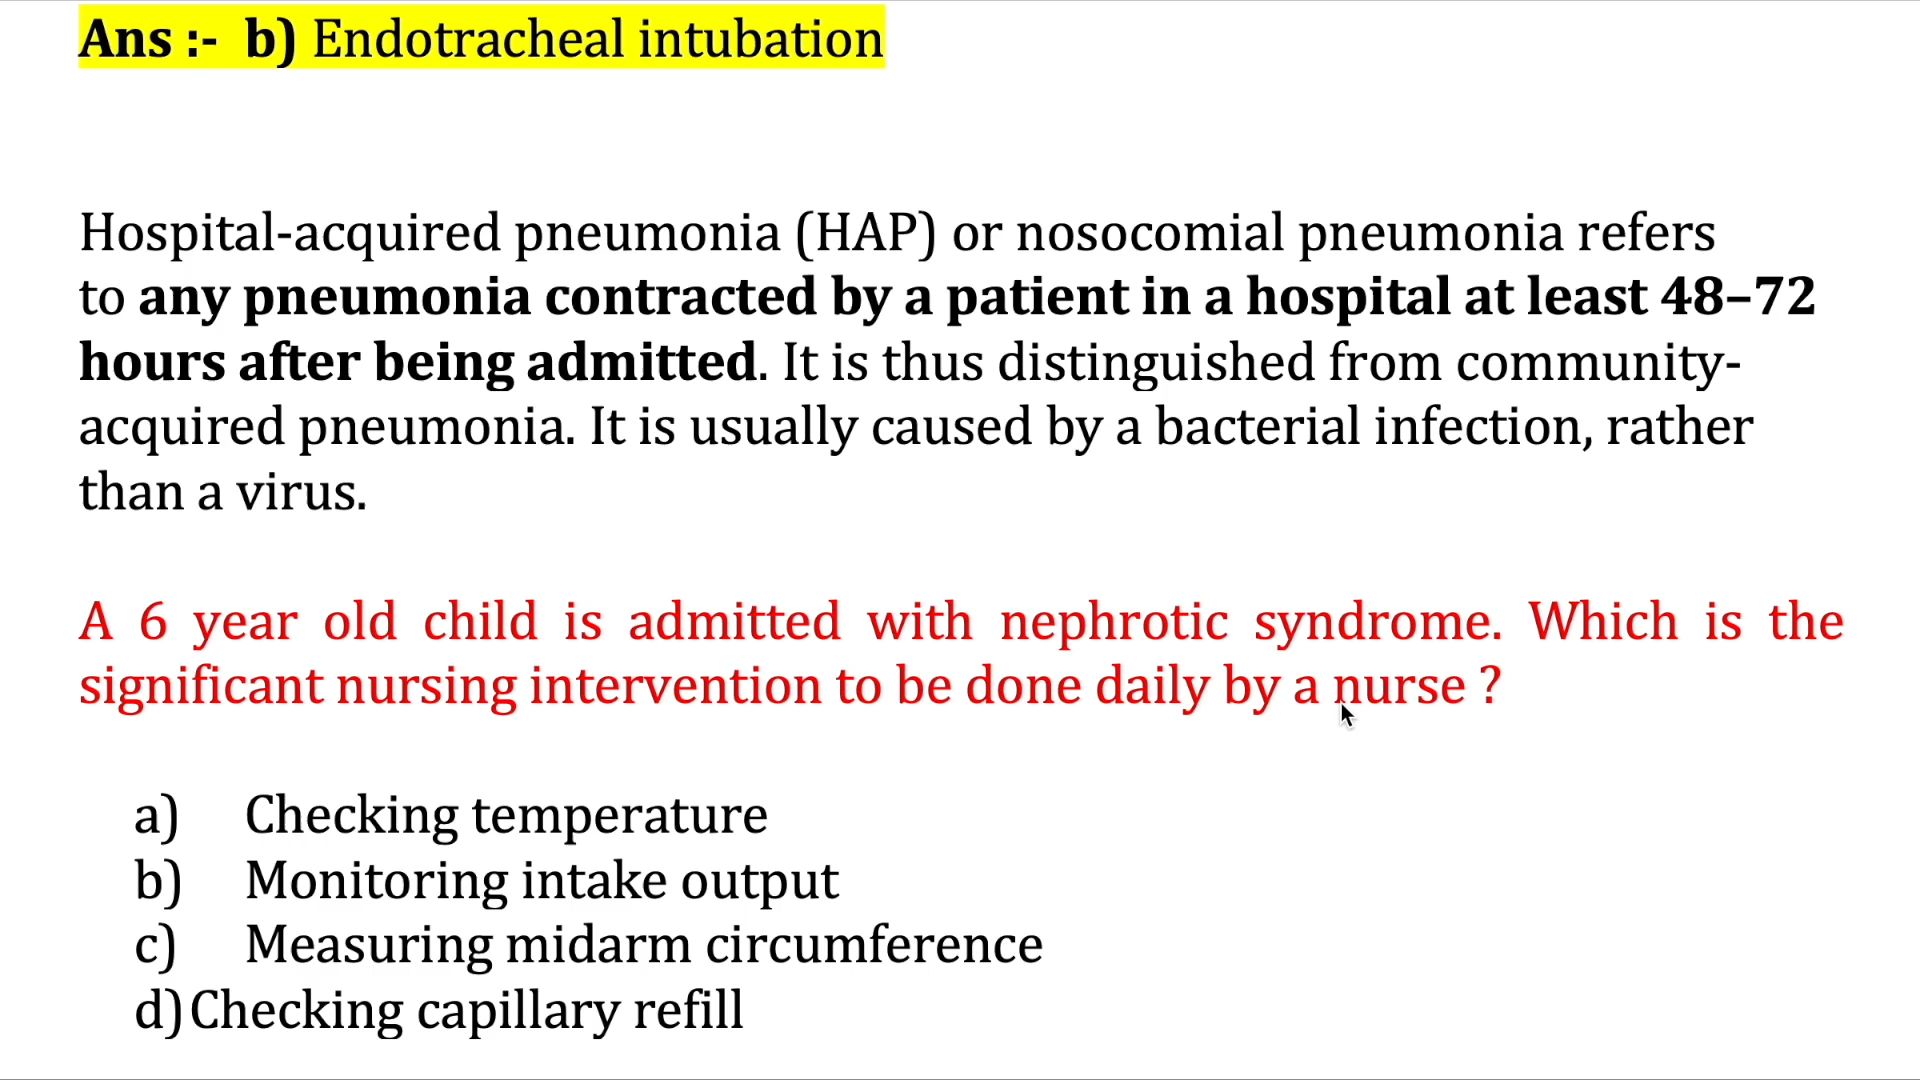 Ans :- b) Endotracheal intubation
Hospital-acquired pneumonia (HAP) or nosocomial pneumonia refers
to any pneumonia contracted by a patient in a hospital at least 48–72
hours after being admitted. It is thus distinguished from community-
acquired pneumonia. It is usually caused by a bacterial infection, rather
than a virus.
A 6 year old child is admitted with nephrotic syndrome. Which is the
significant nursing intervention to be done daily by a nurse ?
a) Checking temperature
b) Monitoring intake output
c) Measuring midarm circumference
d) Checking capillary refill